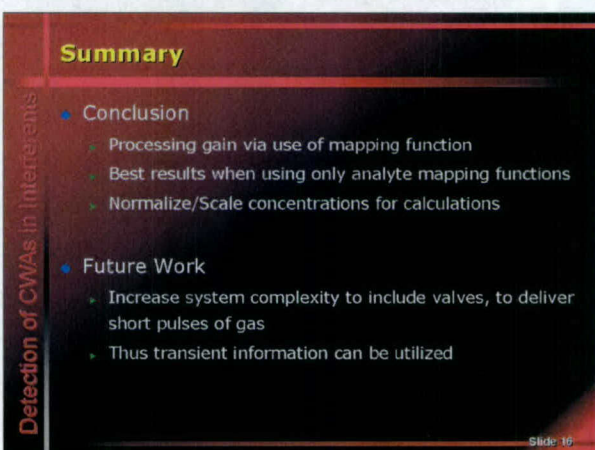 Summary
Detection of CWAs in Interferents
Conclusion
Processing gain via use of mapping function
Best results when using only analyte mapping functions
Normalize/Scale concentrations for calculations
Future Work
Increase system complexity to include valves, to deliver
short pulses of gas
Thus transient information can be utilized
Slide 16